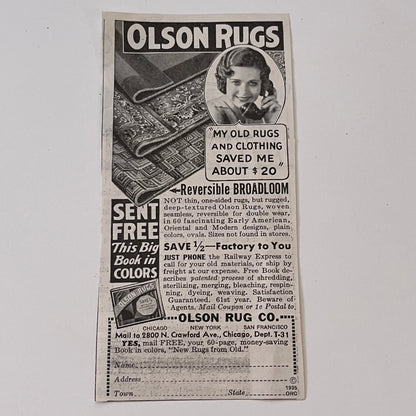 OLSON RUGS
"MY OLD RUGS
AND CLOTHING
SAVED ME
ABOUT $20"
Reversible BROADLOOM
NOT thin, one-sided rugs, but rugged,
deep-textured Olson Rugs, woven
seamless, reversible for double wear,
in 60 fascinating Early American,
Oriental and Modern designs, plain
colors, ovals. Sizes not found in stores.
SENT
FREE
This Big
Book in
COLORS
OLSON RUGS
SAVE ½—Factory to You
JUST PHONE the Railway Express to
call for your old materials, or ship by
freight at our expense. Free Book de-
scribes patented process of shredding,
sterilizing, merging, bleaching, respin-
ning, dyeing, weaving. Satisfaction
Guaranteed. 61st year. Beware of
Agents. Mail Coupon or 1c Postal to
OLSON RUG CO.
CHICAGO NEW YORK SAN FRANCISCO
Mail to 2800 N. Crawford Ave., Chicago, Dept. T-31
YES, mail FREE, your 60-page, money-saving
Book in colors, "New Rugs from Old."
Name
Address
Town State
©
1935
ORC